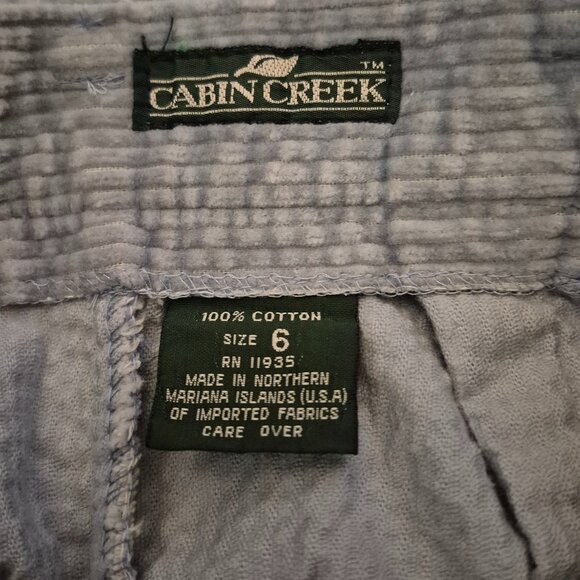 CABIN CREEK TM
100% COTTON
SIZE 6
RN 11935
MADE IN NORTHERN
MARIANA ISLANDS (U.S.A)
OF IMPORTED FABRICS
CARE OVER